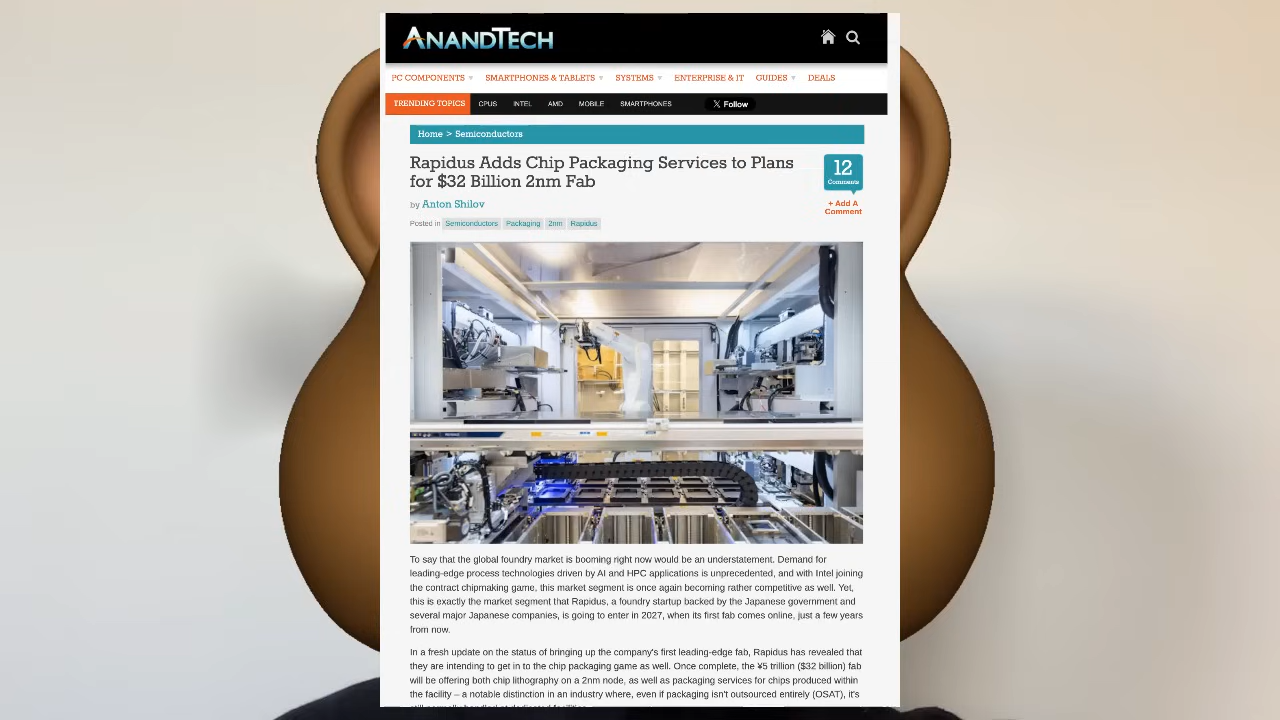 ANANDTECH
PC COMPONENTS SMARTPHONES & TABLETS SYSTEMS ENTERPRISE & IT GUIDES DEALS
TRENDING TOPICS CPUS INTEL AMD MOBILE SMARTPHONES X Follow
Home > Semiconductors
Rapidus Adds Chip Packaging Services to Plans
for $32 Billion 2nm Fab
12
Comments
+ Add A
Comment
by Anton Shilov
Posted in Semiconductors Packaging 2nm Rapidus
To say that the global foundry market is booming right now would be an understatement. Demand for
leading-edge process technologies driven by AI and HPC applications is unprecedented, and with Intel joining
the contract chipmaking game, this market segment is once again becoming rather competitive as well. Yet,
this is exactly the market segment that Rapidus, a foundry startup backed by the Japanese government and
several major Japanese companies, is going to enter in 2027, when its first fab comes online, just a few years
from now.
In a fresh update on the status of bringing up the company's first leading-edge fab, Rapidus has revealed that
they are intending to get in to the chip packaging game as well. Once complete, the ¥5 trillion ($32 billion) fab
will be offering both chip lithography on a 2nm node, as well as packaging services for chips produced within
the facility – a notable distinction in an industry where, even if packaging isn't outsourced entirely (OSAT), it's